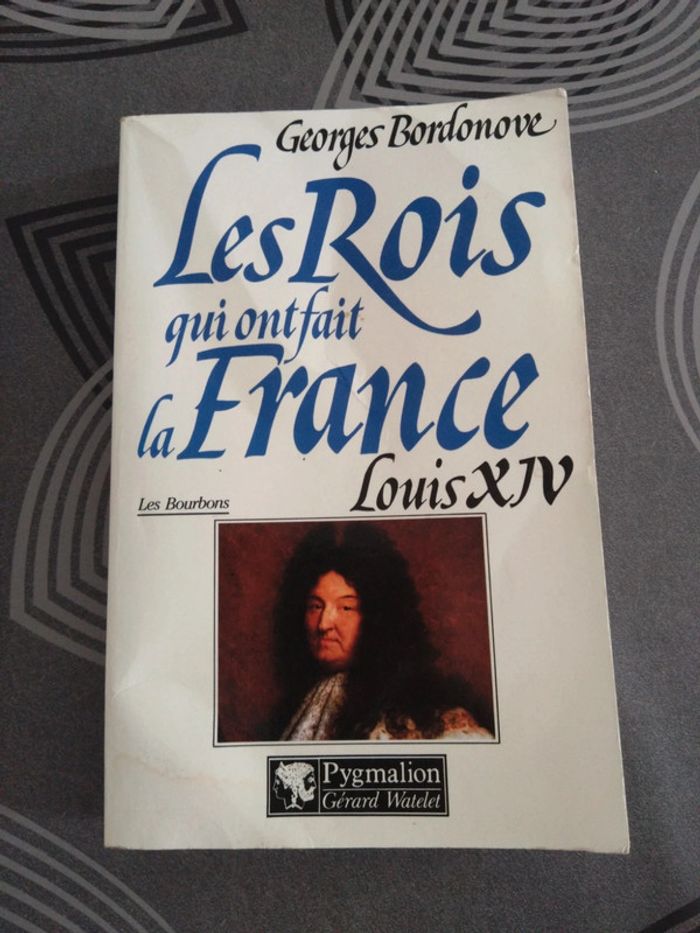 Georges Bordonove
Les Rois
qui ont fait
la France
Louis XIV
Les Bourbons
Pygmalion
Gérard Watelet